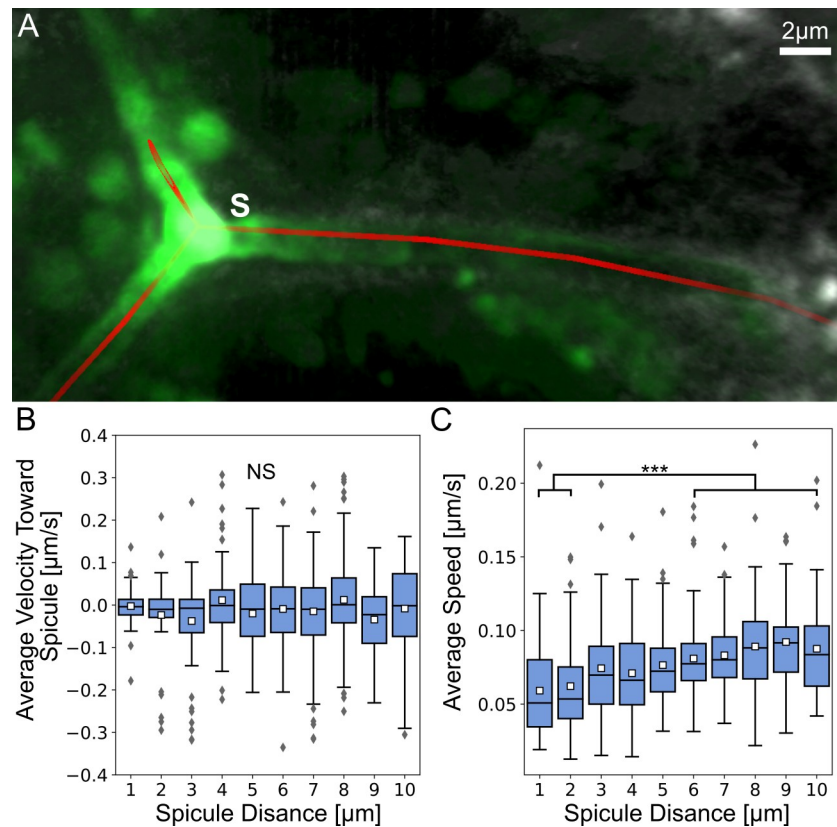 A
2µm
S
B
Average Velocity Toward
Spicule [µm/s]
0.4
0.3
0.2
0.1
0.0
−0.1
−0.2
−0.3
−0.4
NS
1 2 3 4 5 6 7 8 9 10
Spicule Disance [µm]
C
Average Speed [µm/s]
0.20
0.15
0.10
0.05
***
1 2 3 4 5 6 7 8 9 10
Spicule Disance [µm]